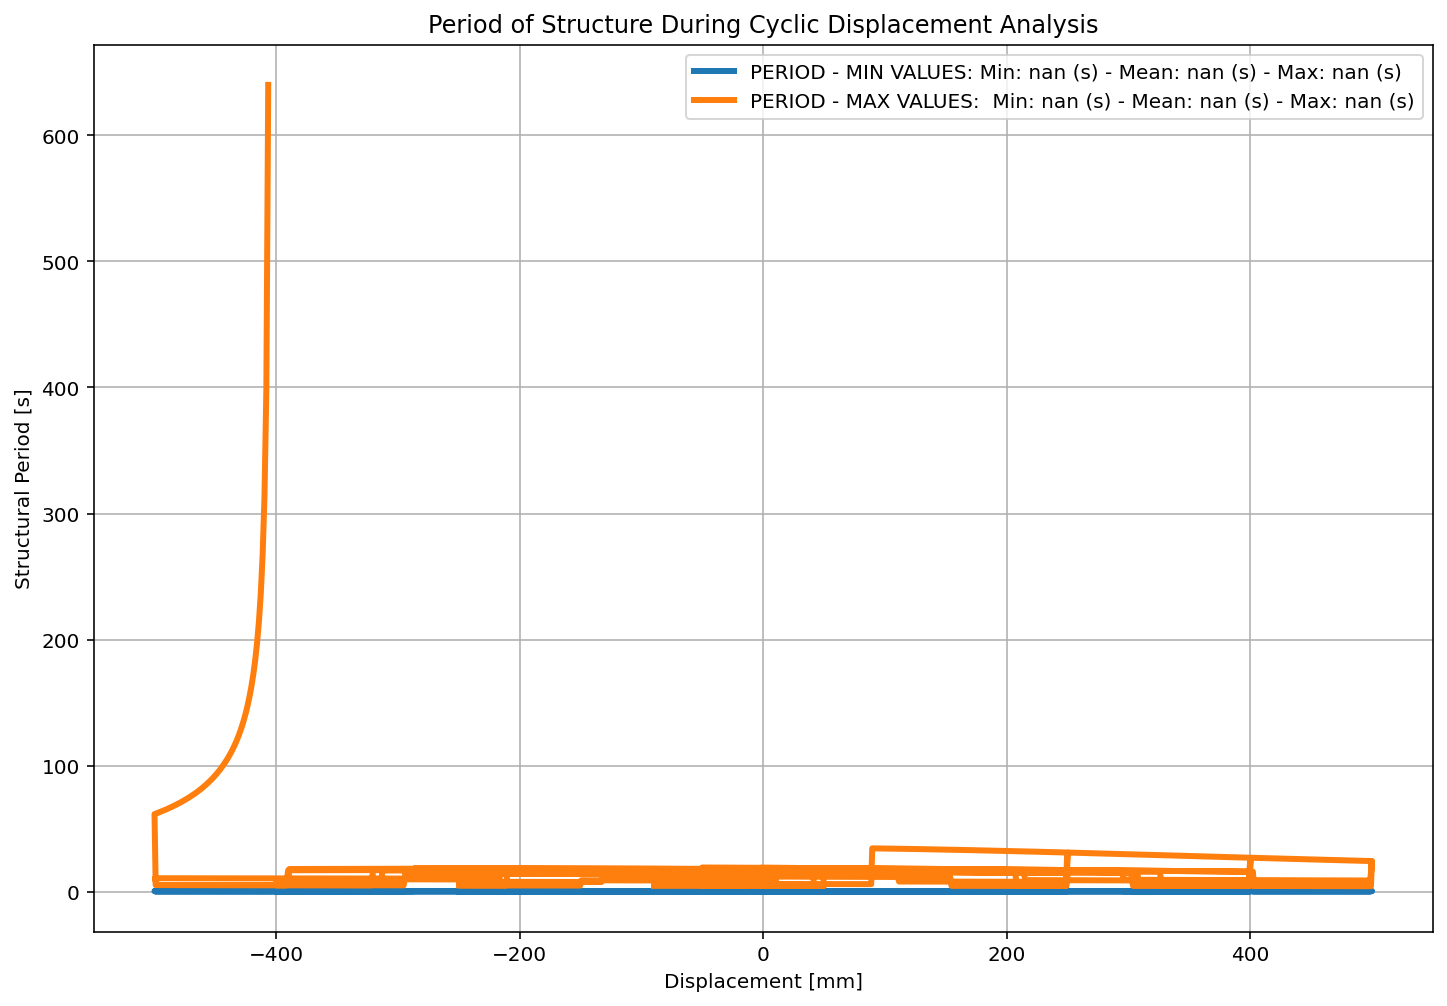 Period of Structure During Cyclic Displacement Analysis
PERIOD - MIN VALUES: Min: nan (s) - Mean: nan (s) - Max: nan (s)
PERIOD - MAX VALUES:  Min: nan (s) - Mean: nan (s) - Max: nan (s)
Structural Period [s]
600
500
400
300
200
100
0
−400
−200
0
200
400
Displacement [mm]